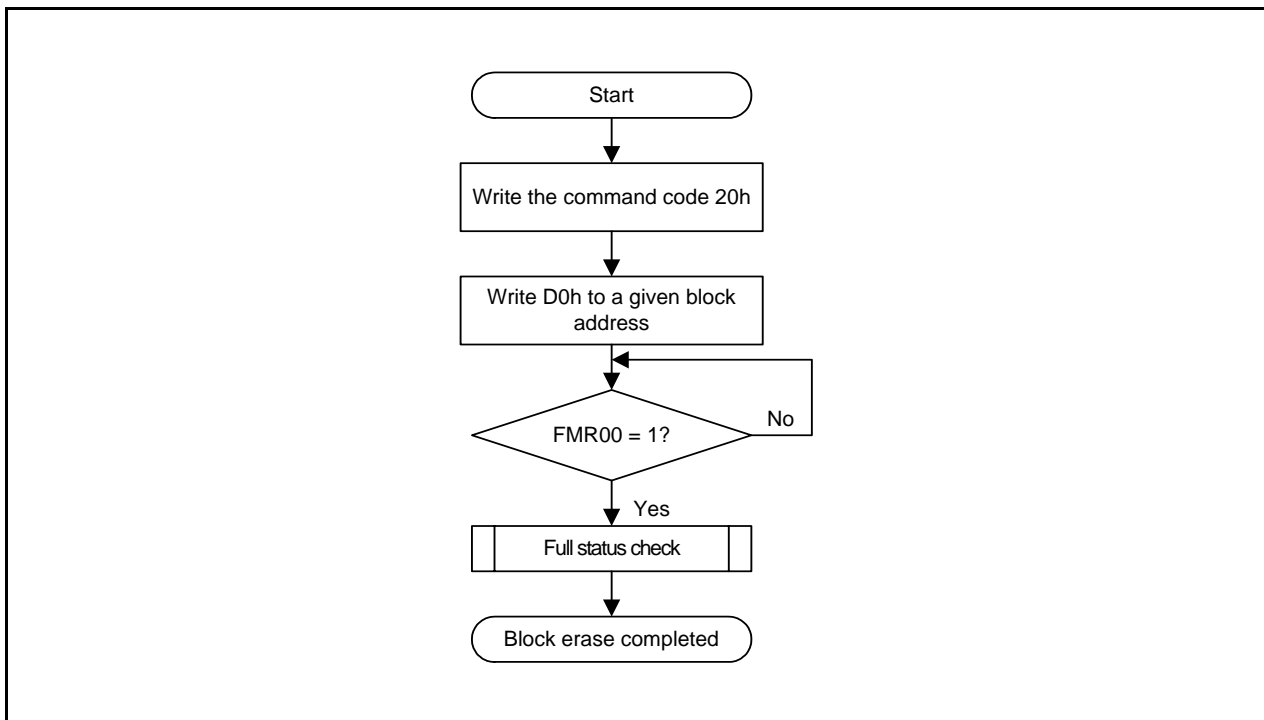 Start
Write the command code 20h
Write D0h to a given block
address
FMR00 = 1?
No
Yes
Full status check
Block erase completed